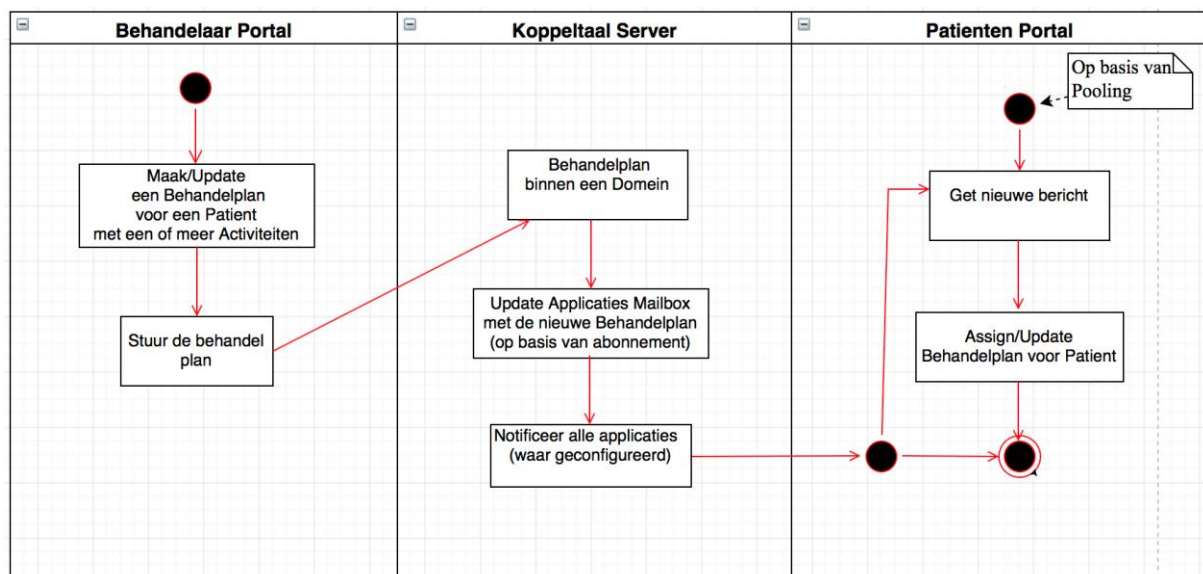 Behandelaar Portal
Koppeltaal Server
Patienten Portal
Op basis van
Pooling
Maak/Update
een Behandelplan
voor een Patient
met een of meer Activiteiten
Stuur de behandel
plan
Behandelplan
binnen een Domein
Update Applicaties Mailbox
met de nieuwe Behandelplan
(op basis van abonnement)
Notificeer alle applicaties
(waar geconfigureerd)
Get nieuwe bericht
Assign/Update
Behandelplan voor Patient